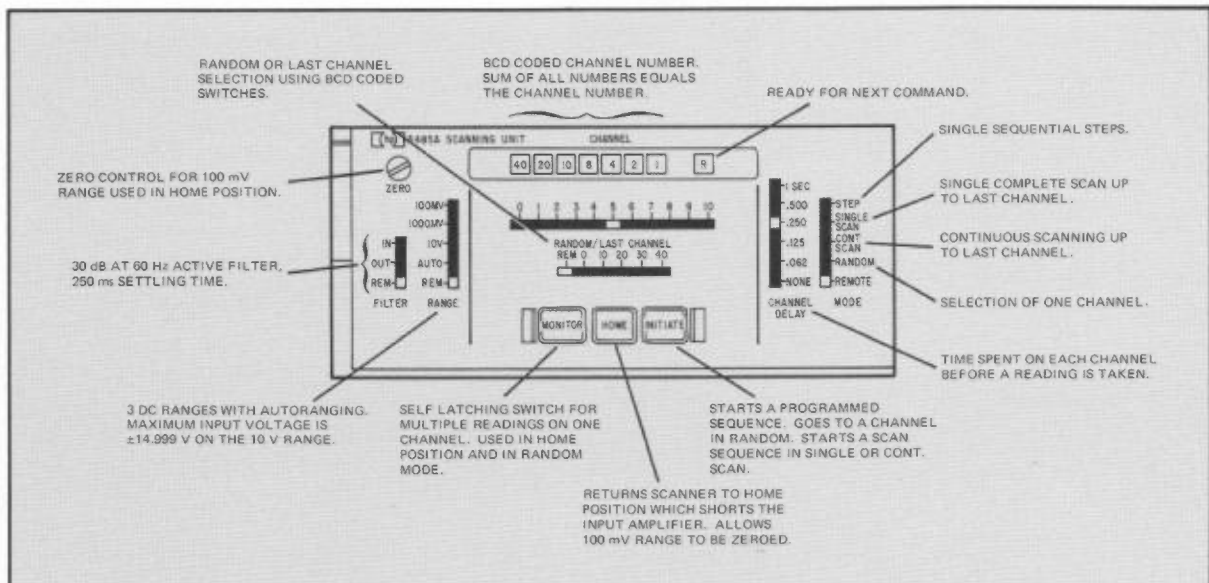 RANDOM OR LAST CHANNEL
SELECTION USING BCD CODED
SWITCHES.
BCD CODED CHANNEL NUMBER.
SUM OF ALL NUMBERS EQUALS
THE CHANNEL NUMBER.
READY FOR NEXT COMMAND.
SCANNING UNIT
CHANNEL
40 20 10 8 4 2 1 R
ZERO CONTROL FOR 100 mV
RANGE USED IN HOME POSITION.
ZERO
100MV
1000MV
10V
AUTO
REM
RANGE
IN
OUT
REM
FILTER
30 dB AT 60 Hz ACTIVE FILTER,
250 ms SETTLING TIME.
0 1 2 3 4 5 6 7 8 9 10
RANDOM/LAST CHANNEL
REM 0 10 20 30 40
MONITOR
HOME
INITIATE
1 SEC
.500
.250
.125
.062
NONE
CHANNEL
DELAY
STEP
SINGLE
SCAN
CONT
SCAN
RANDOM
REMOTE
MODE
SINGLE SEQUENTIAL STEPS.
SINGLE COMPLETE SCAN UP
TO LAST CHANNEL.
CONTINUOUS SCANNING UP
TO LAST CHANNEL.
SELECTION OF ONE CHANNEL.
TIME SPENT ON EACH CHANNEL
BEFORE A READING IS TAKEN.
3 DC RANGES WITH AUTORANGING.
MAXIMUM INPUT VOLTAGE IS
±14.999 V ON THE 10 V RANGE.
SELF LATCHING SWITCH FOR
MULTIPLE READINGS ON ONE
CHANNEL. USED IN HOME
POSITION AND IN RANDOM
MODE.
RETURNS SCANNER TO HOME
POSITION WHICH SHORTS THE
INPUT AMPLIFIER. ALLOWS
100 mV RANGE TO BE ZEROED.
STARTS A PROGRAMMED
SEQUENCE. GOES TO A CHANNEL
IN RANDOM. STARTS A SCAN
SEQUENCE IN SINGLE OR CONT.
SCAN.